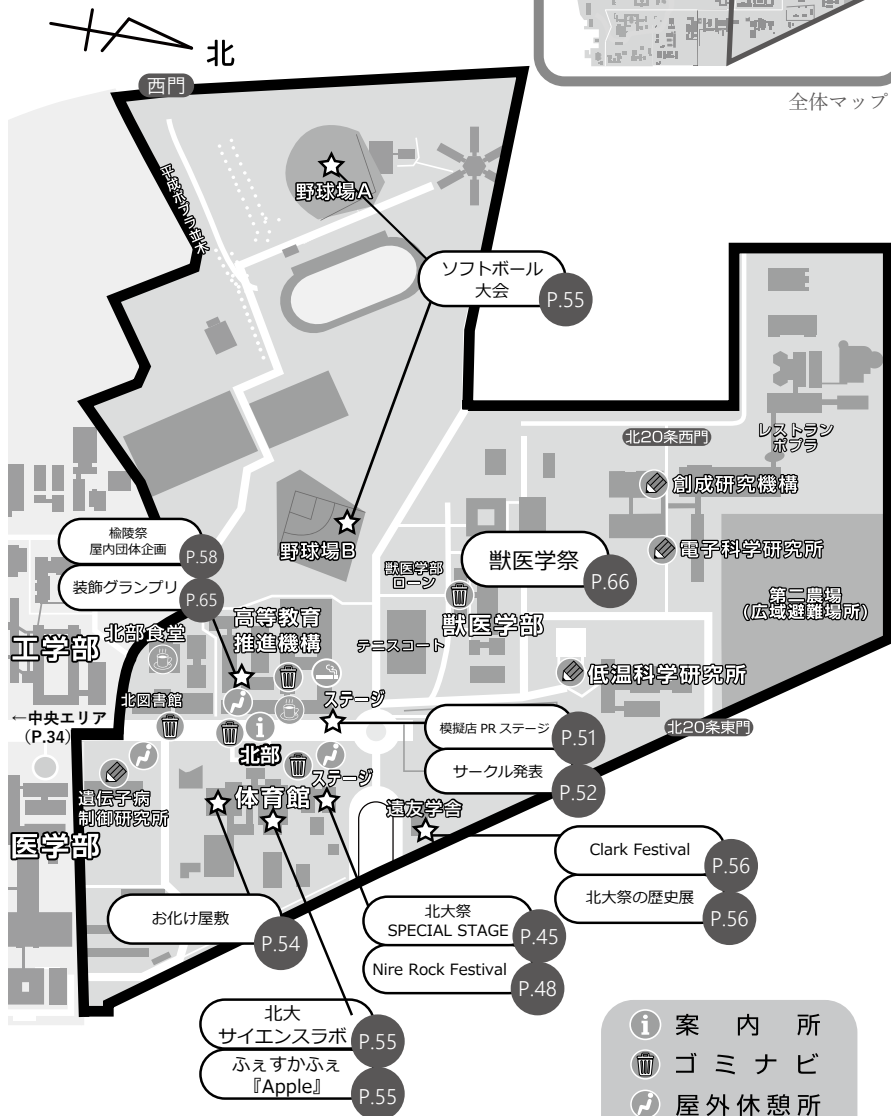 北
全体マップ
西門
平成ポプラ並木
野球場A
ソフトボール
大会
P.55
北20条西門
レストラン
ポプラ
創成研究機構
電子科学研究所
第二農場
(広域避難場所)
楡陵祭
屋内団体企画
P.58
装飾グランプリ
P.65
野球場B
獣医学部
ローン
獣医学祭
P.66
獣医学部
高等教育
推進機構
工学部
北部食堂
テニスコート
低温科学研究所
北図書館
ステージ
←中央エリア
(P.34)
北部
模擬店 PR ステージ
P.51
サークル発表
P.52
北20条東門
遺伝子病
制御研究所
体育館
ステージ
遠友学舎
医学部
Clark Festival
P.56
北大祭の歴史展
P.56
お化け屋敷
P.54
北大祭
SPECIAL STAGE
P.45
Nire Rock Festival
P.48
北大
サイエンスラボ
P.55
ふぇすかふぇ
『Apple』
P.55
案内所
ゴミナビ
屋外休憩所